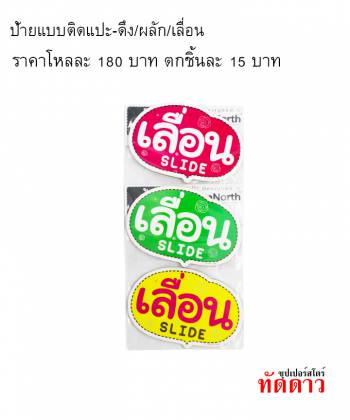 ป้ายแบบติดแปะ-ดึง/ผลัก/เลื่อน
ราคาโหลละ 180 บาท ตกชิ้นละ 15 บาท
เลื่อน
SLIDE
North
เลื่อน
SLIDE
เลื่อน
SLIDE
ซุปเปอร์สโตร์
ทัดดาว